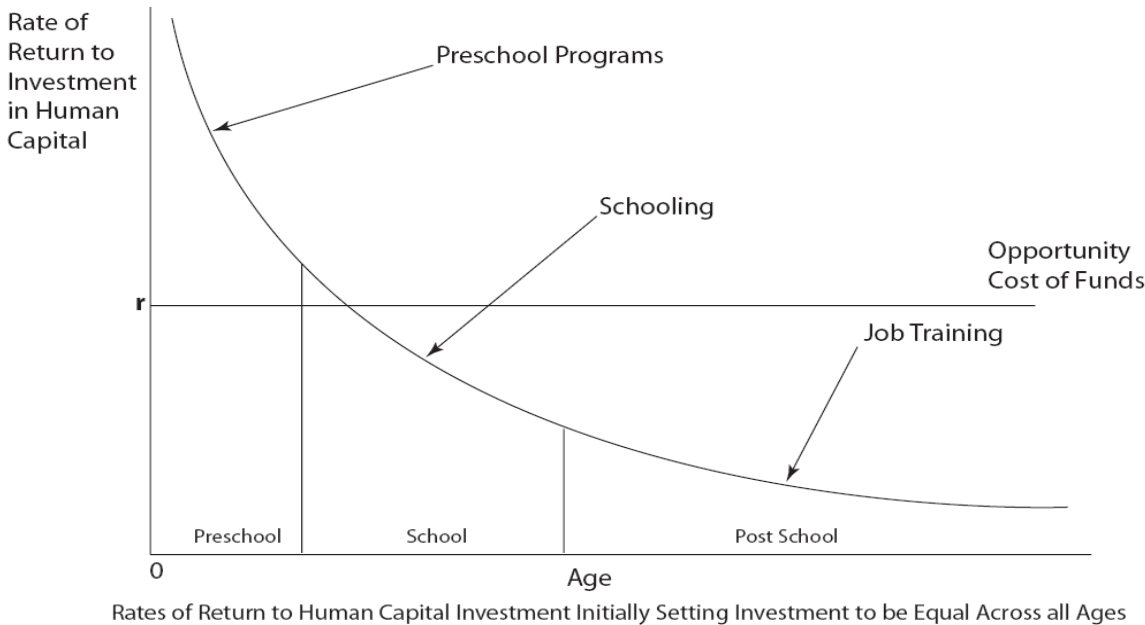 Rate of
Return to
Investment
in Human
Capital
Preschool Programs
Schooling
Opportunity
Cost of Funds
r
Job Training
Preschool
School
Post School
0
Age
Rates of Return to Human Capital Investment Initially Setting Investment to be Equal Across all Ages